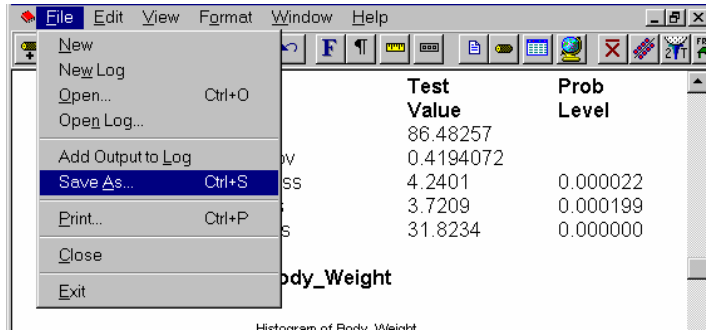 File Edit View Format Window Help
New
New Log
Open... Ctrl+O
Open Log...
Add Output to Log
Save As... Ctrl+S
Print... Ctrl+P
Close
Exit
F ¶
Test Prob
Value Level
86.48257
ov 0.4194072
ss 4.2401 0.000022
3.7209 0.000199
s 31.8234 0.000000
ody_Weight
Histogram of Body_Weight